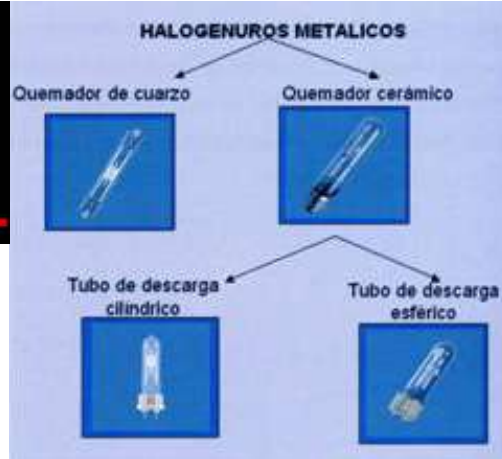 HALOGENUROS METALICOS
Quemador de cuarzo
Quemador cerámico
Tubo de descarga
cilíndrico
Tubo de descarga
esférico